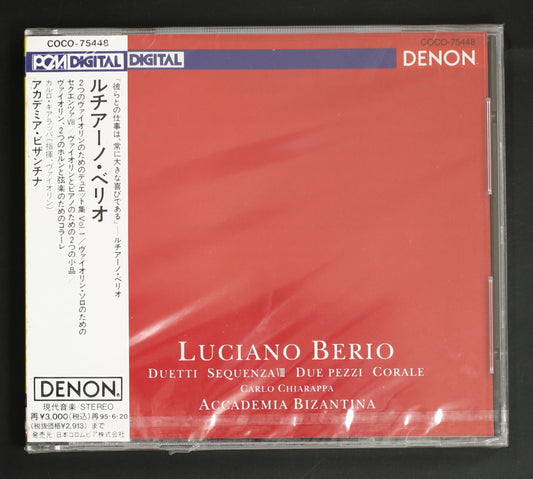 COCO-75448
PCM DIGITAL
「彼らとの仕事は、常に大きな喜びである」——ルチアーノ・ベリオ
ルチアーノ・ベリオ
2つのヴァイオリンのためのデュエット集 Vol.1／ヴァイオリン・ソロのための
セクエンツァVIII ヴァイオリンとピアノのための2つの小品／
ヴァイオリン、2つのホルンと弦楽のためのコラーレ
カルロ・キアラッパ(指揮、ヴァイオリン)
アカデミア・ビザンチナ
DENON
現代音楽 STEREO
再¥3,000(税込)再95・6・20
(税抜価格¥2,913)まで
発売元 日本コロムビア株式会社
DIGITAL
COCO-75448
DENON
LUCIANO BERIO
DUETTI SEQUENZA VIII DUE PEZZI CORALE
CARLO CHIARAPPA
ACCADEMIA BIZANTINA